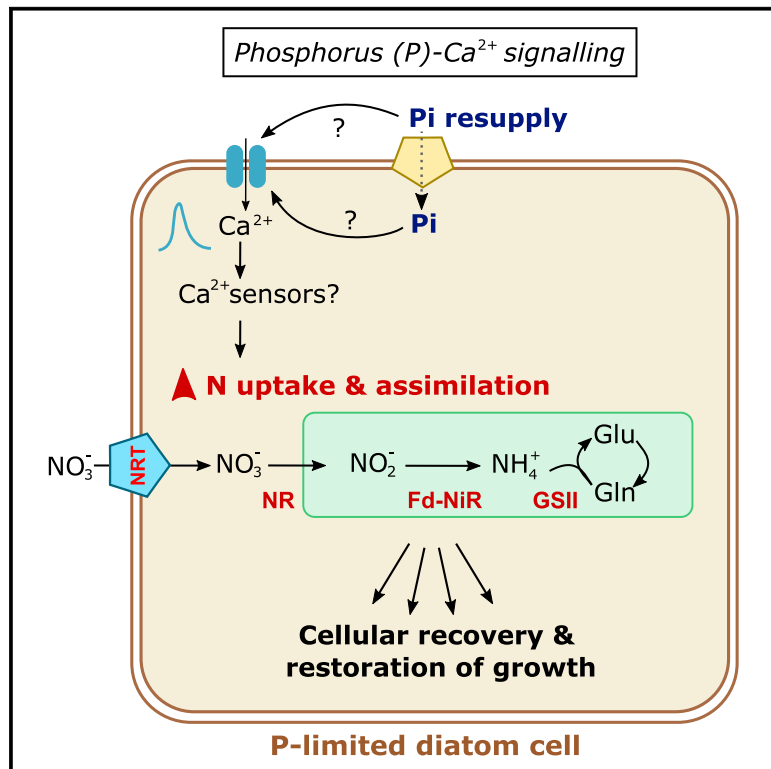 Phosphorus (P)-Ca²⁺ signalling
?
Pi resupply
Ca²⁺
?
Pi
Ca²⁺sensors?
N uptake & assimilation
NO₃⁻
NRT
NO₃⁻
NO₂⁻
NH₄⁺
Glu
Gln
NR
Fd-NiR
GSII
Cellular recovery &
restoration of growth
P-limited diatom cell